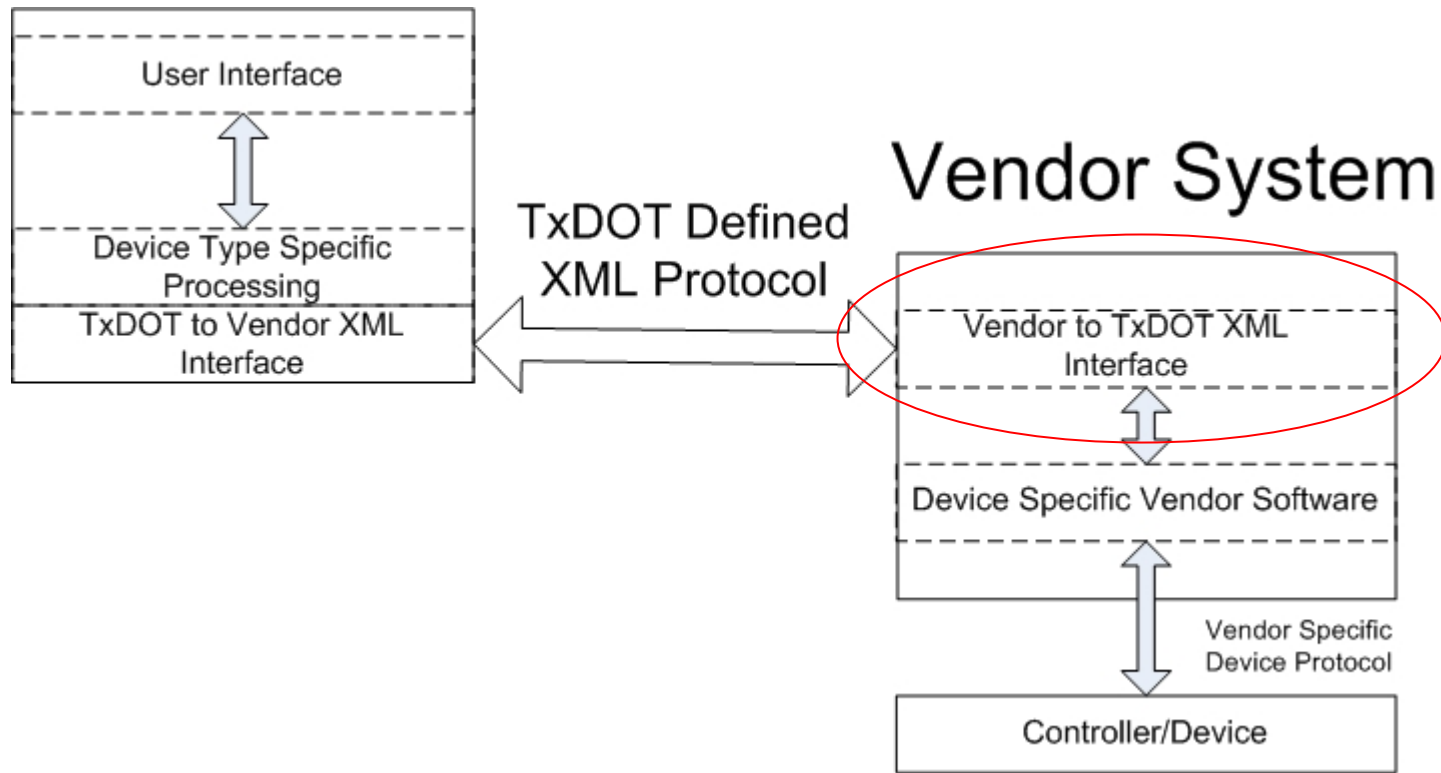 User Interface
Device Type Specific
Processing
TxDOT to Vendor XML
Interface
TxDOT Defined
XML Protocol
Vendor System
Vendor to TxDOT XML
Interface
Device Specific Vendor Software
Vendor Specific
Device Protocol
Controller/Device